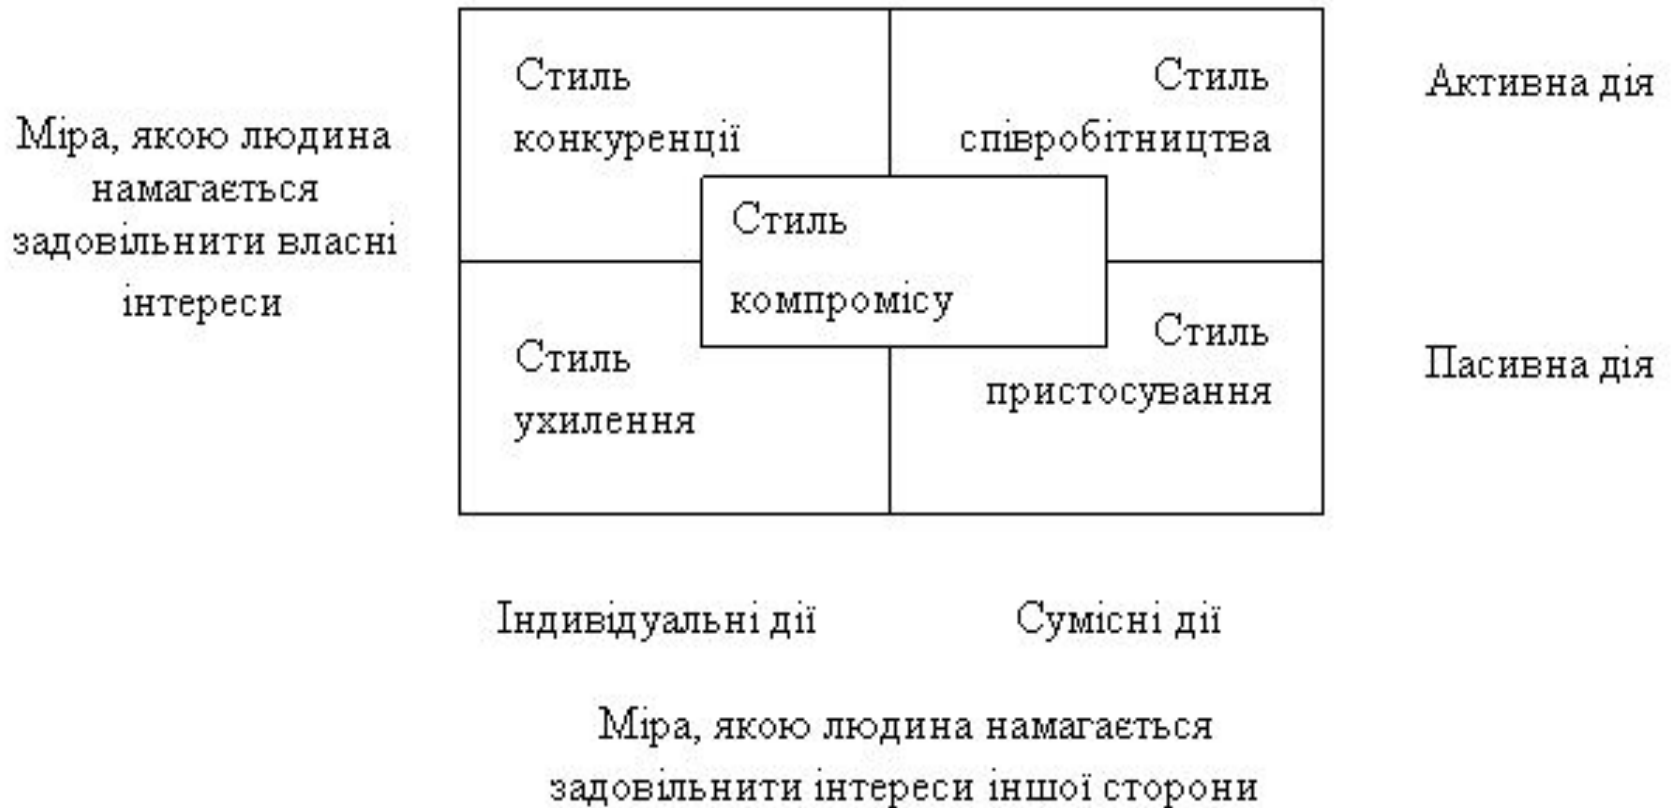 Міра, якою людина
намагається
задовільнити власні
інтереси
Стиль
конкуренції
Стиль
співробітництва
Активна дія
Стиль
компромісу
Стиль
ухилення
Стиль
пристосування
Пасивна дія
Індивідуальні дії
Сумісні дії
Міра, якою людина намагається
задовільнити інтереси іншої сторони